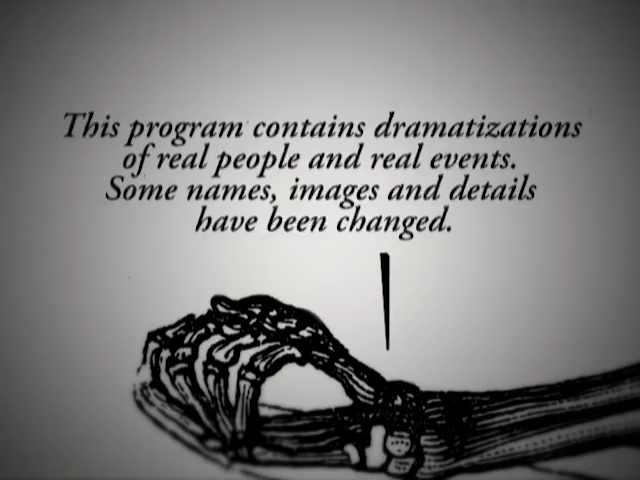 This program contains dramatizations
of real people and real events.
Some names, images and details
have been changed.